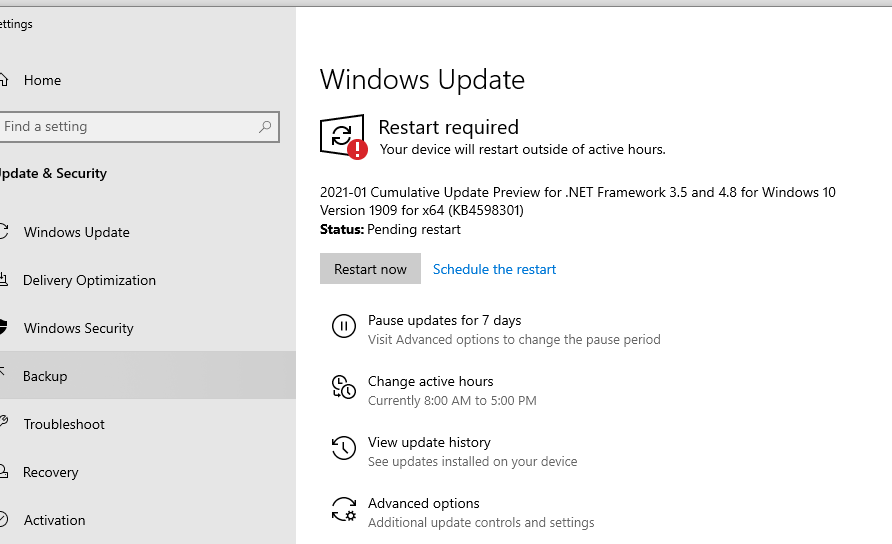 ettings
Home
Find a setting
pdate & Security
Windows Update
Delivery Optimization
Windows Security
Backup
Troubleshoot
Recovery
Activation
Windows Update
Restart required
Your device will restart outside of active hours.
2021-01 Cumulative Update Preview for .NET Framework 3.5 and 4.8 for Windows 10
Version 1909 for x64 (KB4598301)
Status: Pending restart
Restart now Schedule the restart
Pause updates for 7 days
Visit Advanced options to change the pause period
Change active hours
Currently 8:00 AM to 5:00 PM
View update history
See updates installed on your device
Advanced options
Additional update controls and settings